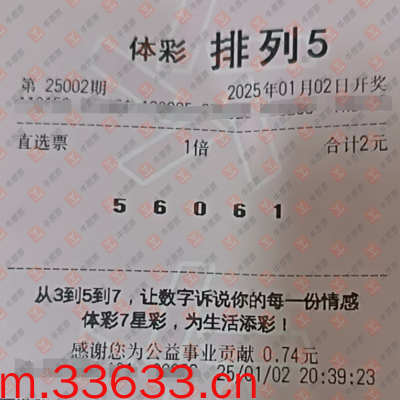 体彩 排列5
第 25002期 2025年01月02日开奖
直选票 1倍 合计2元
5 6 0 6 1
从3到5到7，让数字诉说你的每一份情感
体彩7星彩，为生活添彩！
感谢您为公益事业贡献 0.74元
25/01/02 20:39:23
m.33633.cn